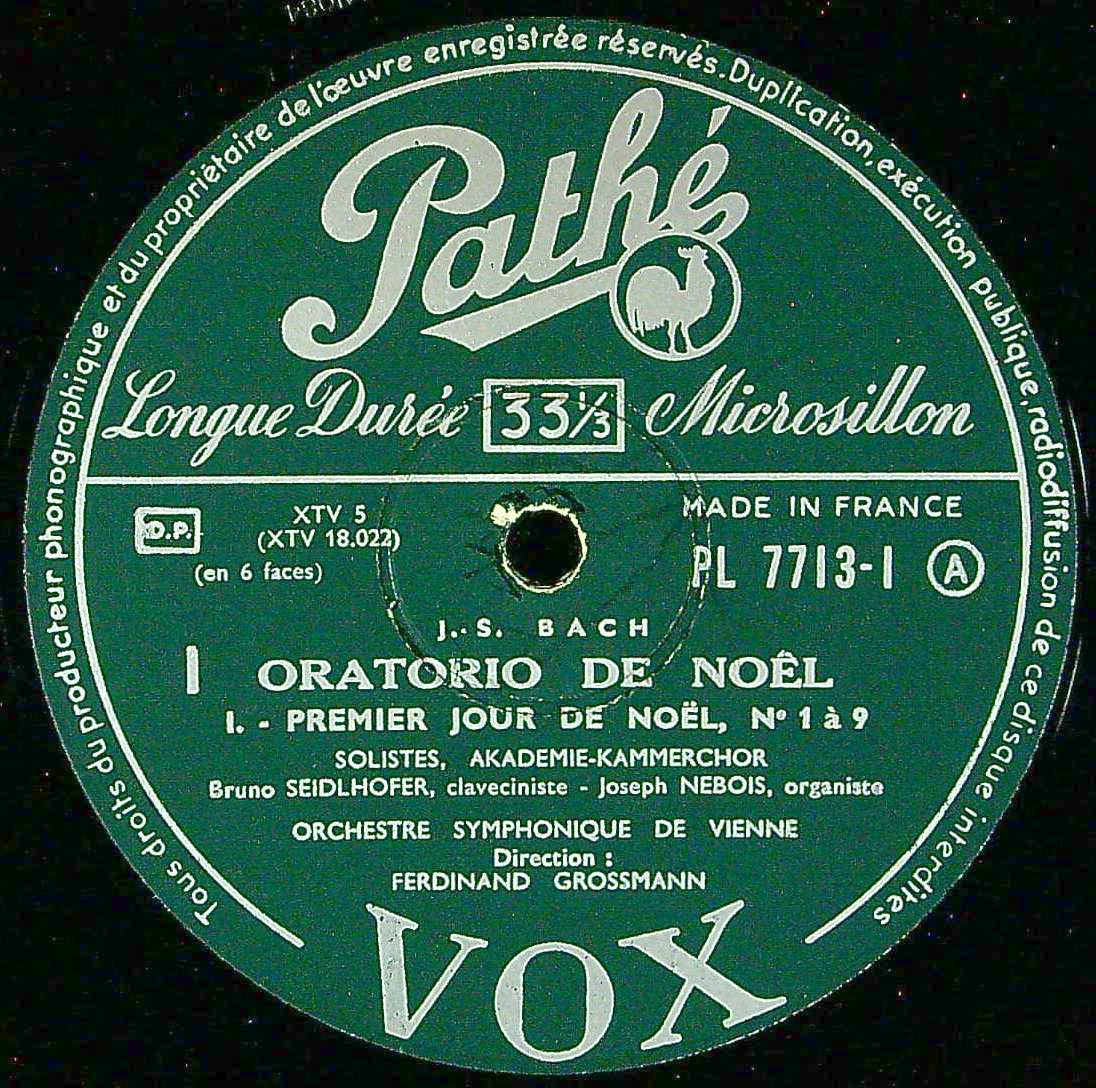 Tous droits du producteur phonographique et du propriétaire de l'œuvre enregistrée réservés. Duplication, exécution publique, radiodiffusion de ce disque interdites
Pathé
Longue Durée 33⅓ Microsillon
D.P. XTV 5 MADE IN FRANCE
(XTV 18.022)
(en 6 faces) PL 7713-1 A
J.-S. BACH
I ORATORIO DE NOËL
I. - PREMIER JOUR DE NOËL, Nº 1 à 9
SOLISTES, AKADEMIE-KAMMERCHOR
Bruno SEIDLHOFER, claveciniste - Joseph NEBOIS, organiste
ORCHESTRE SYMPHONIQUE DE VIENNE
Direction :
FERDINAND GROSSMANN
VOX